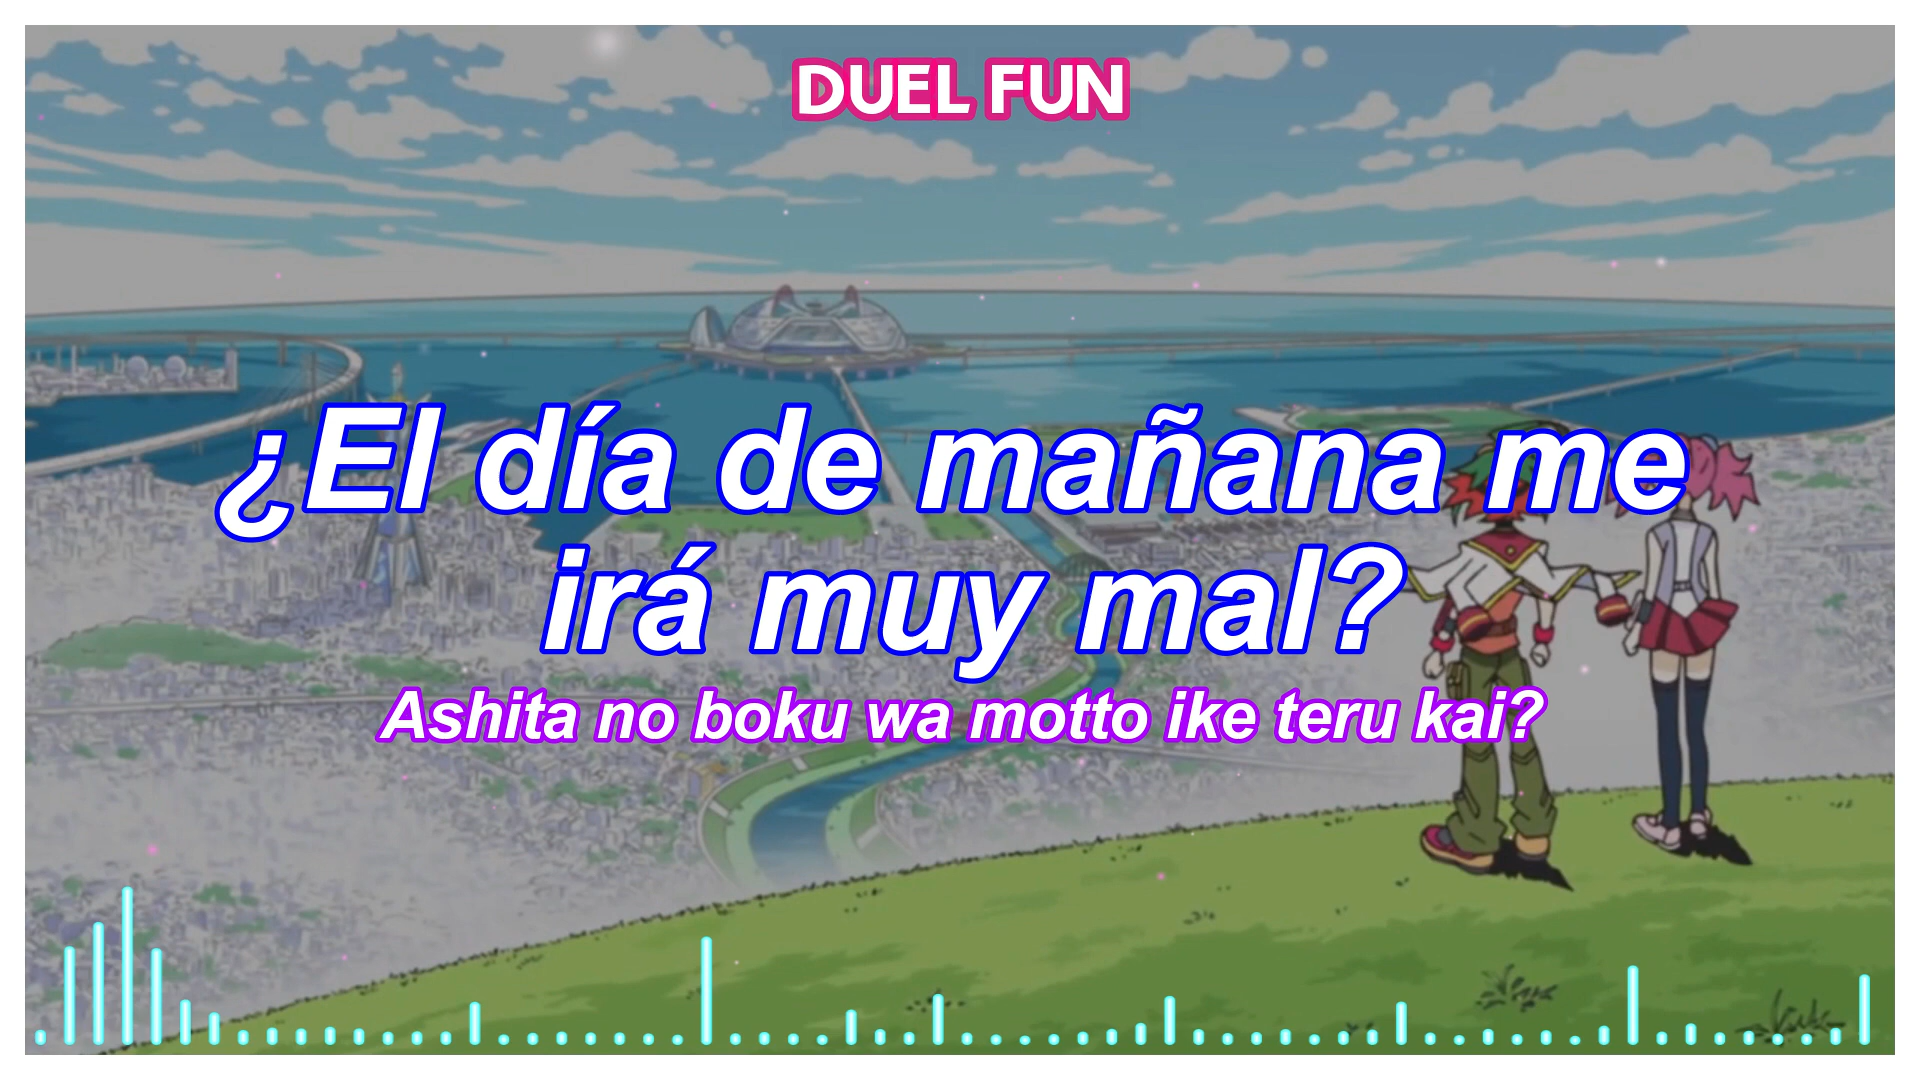 DUEL FUN
¿El día de mañana me
irá muy mal?
Ashita no boku wa motto ike teru kai?